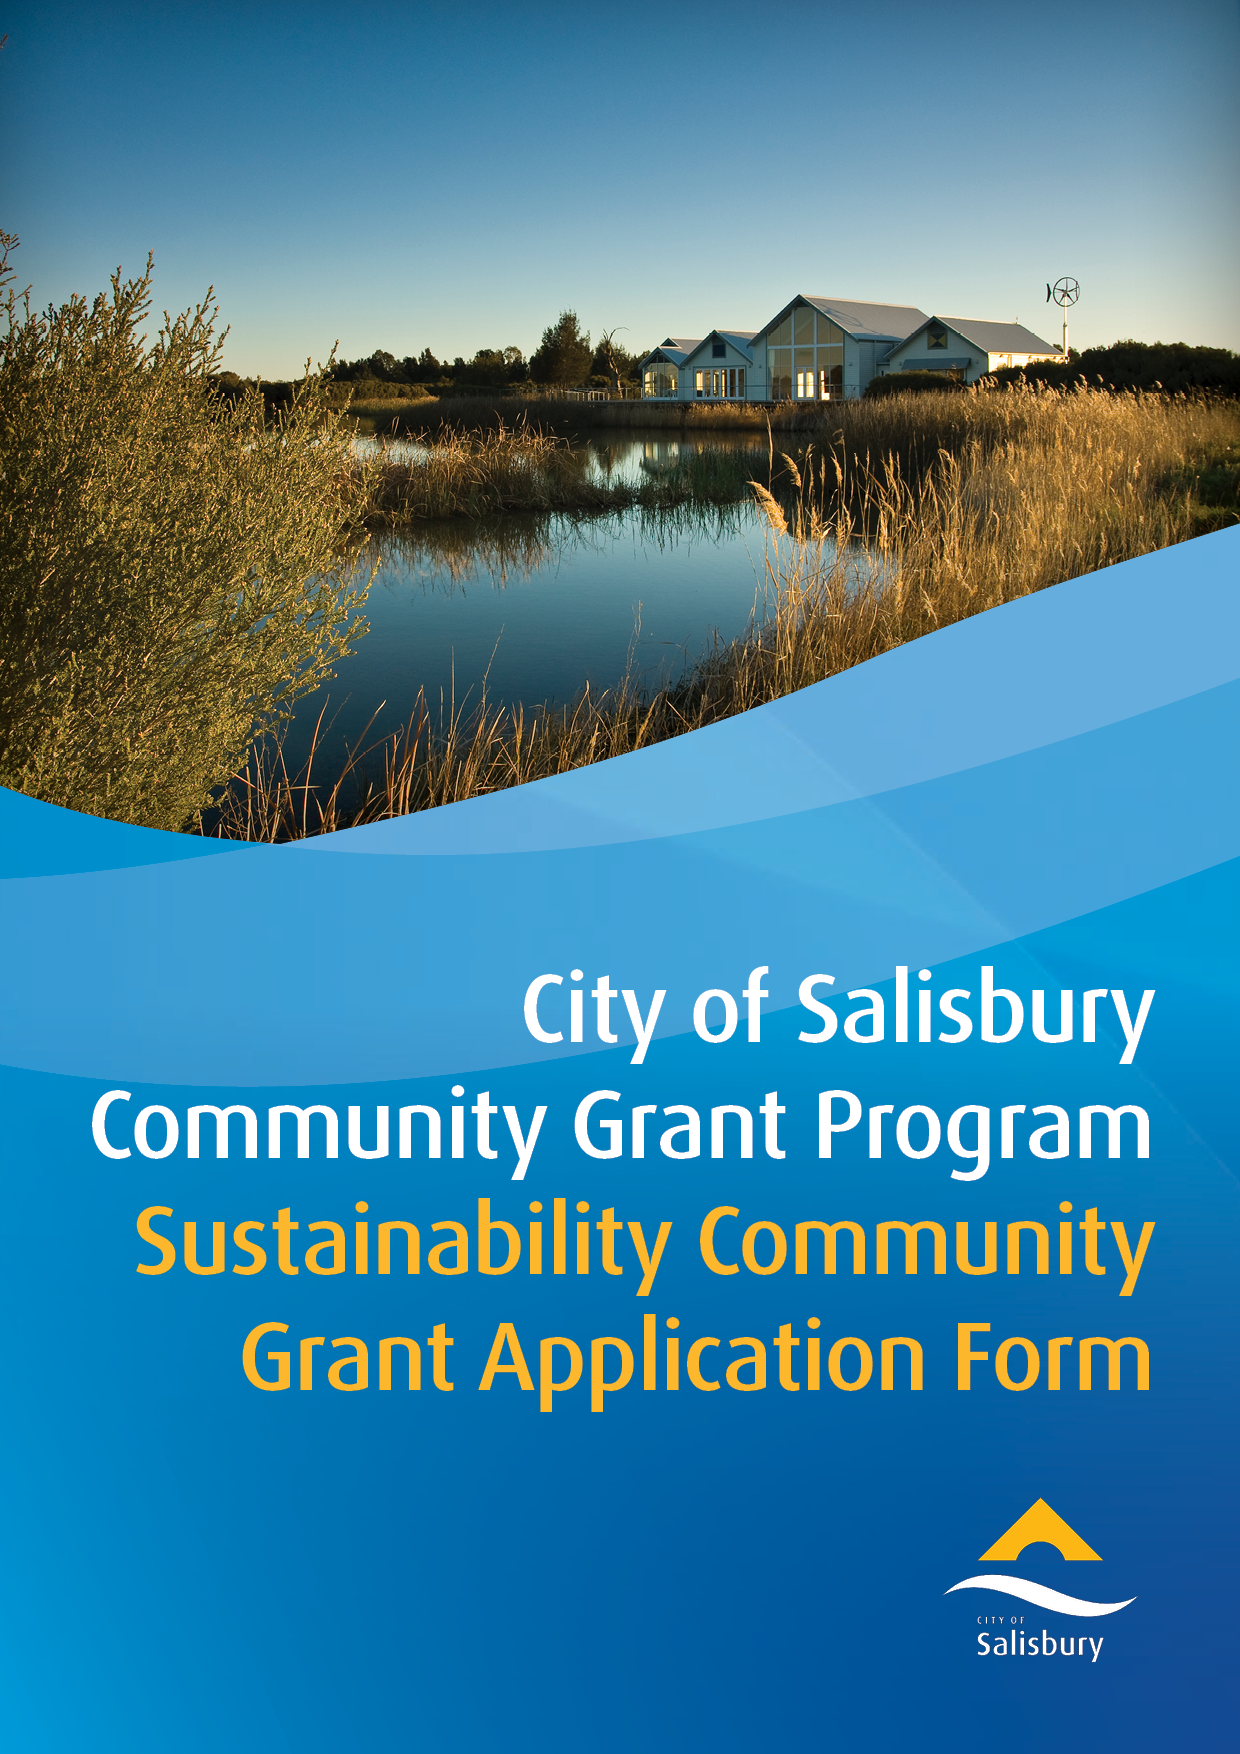 City of Salisbury
Community Grant Program
Sustainability Community
Grant Application Form
CITY OF
Salisbury